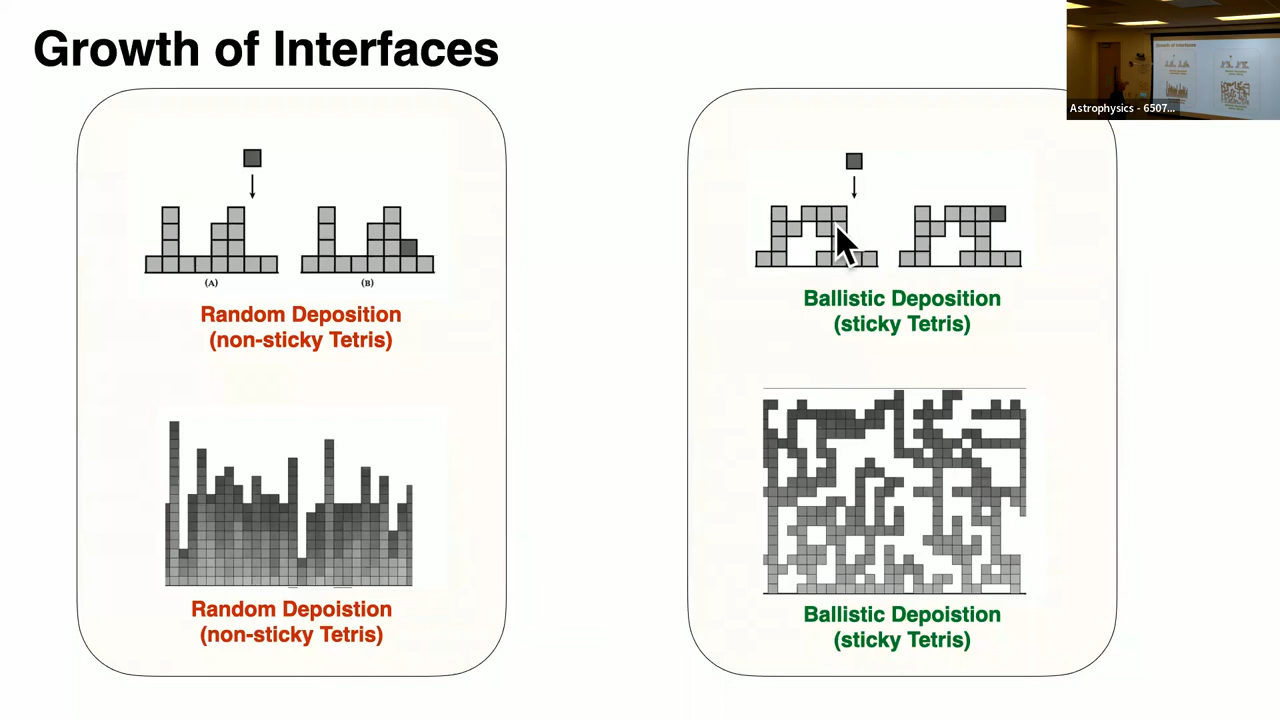 Growth of Interfaces
Astrophysics - 6507...
(A)
(B)
Random Deposition
(non-sticky Tetris)
Ballistic Deposition
(sticky Tetris)
Random Depoistion
(non-sticky Tetris)
Ballistic Depoistion
(sticky Tetris)